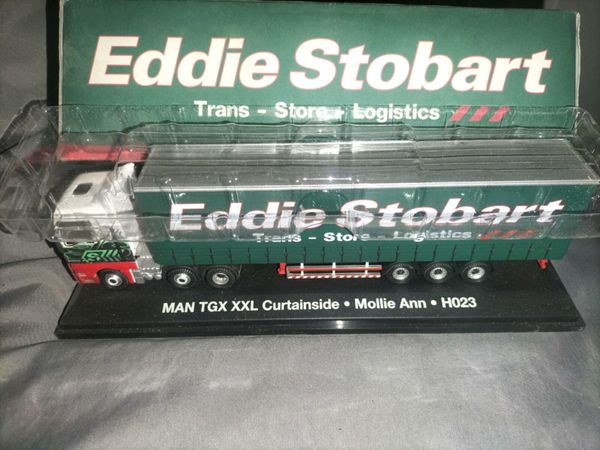 Eddie Stobart
Trans - Store - Logistics
Eddie Stobart
Trans - Store - Logistics
MAN TGX XXL Curtainside • Mollie Ann • H023